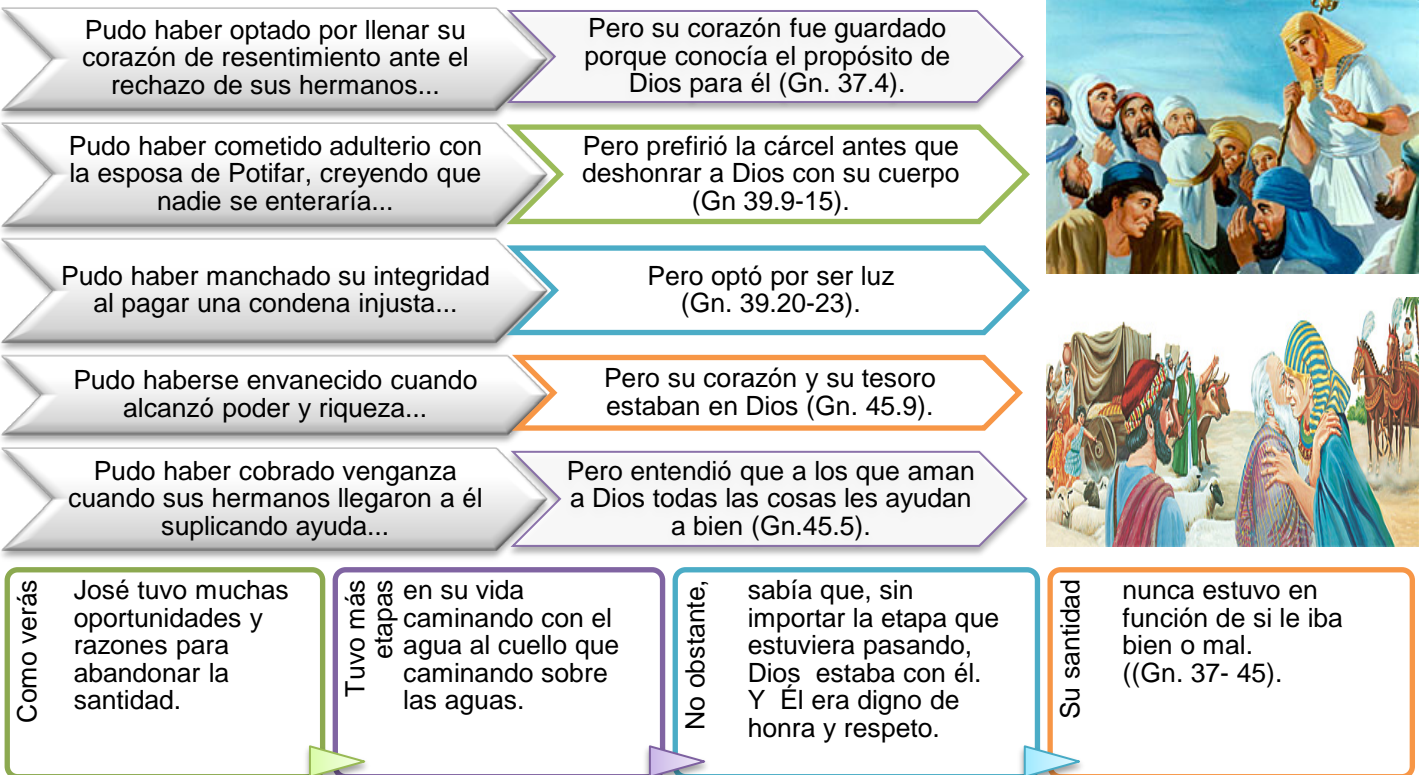 Pudo haber optado por llenar su
corazón de resentimiento ante el
rechazo de sus hermanos...
Pero su corazón fue guardado
porque conocía el propósito de
Dios para él (Gn. 37.4).
Pudo haber cometido adulterio con
la esposa de Potifar, creyendo que
nadie se enteraría...
Pero prefirió la cárcel antes que
deshonrar a Dios con su cuerpo
(Gn 39.9-15).
Pudo haber manchado su integridad
al pagar una condena injusta...
Pero optó por ser luz
(Gn. 39.20-23).
Pudo haberse envanecido cuando
alcanzó poder y riqueza...
Pero su corazón y su tesoro
estaban en Dios (Gn. 45.9).
Pudo haber cobrado venganza
cuando sus hermanos llegaron a él
suplicando ayuda...
Pero entendió que a los que aman
a Dios todas las cosas les ayudan
a bien (Gn.45.5).
Como verás
José tuvo muchas
oportunidades y
razones para
abandonar la
santidad.
Tuvo más
etapas
en su vida
caminando con el
agua al cuello que
caminando sobre
las aguas.
No obstante,
sabía que, sin
importar la etapa que
estuviera pasando,
Dios estaba con él.
Y Él era digno de
honra y respeto.
Su santidad
nunca estuvo en
función de si le iba
bien o mal.
((Gn. 37- 45).